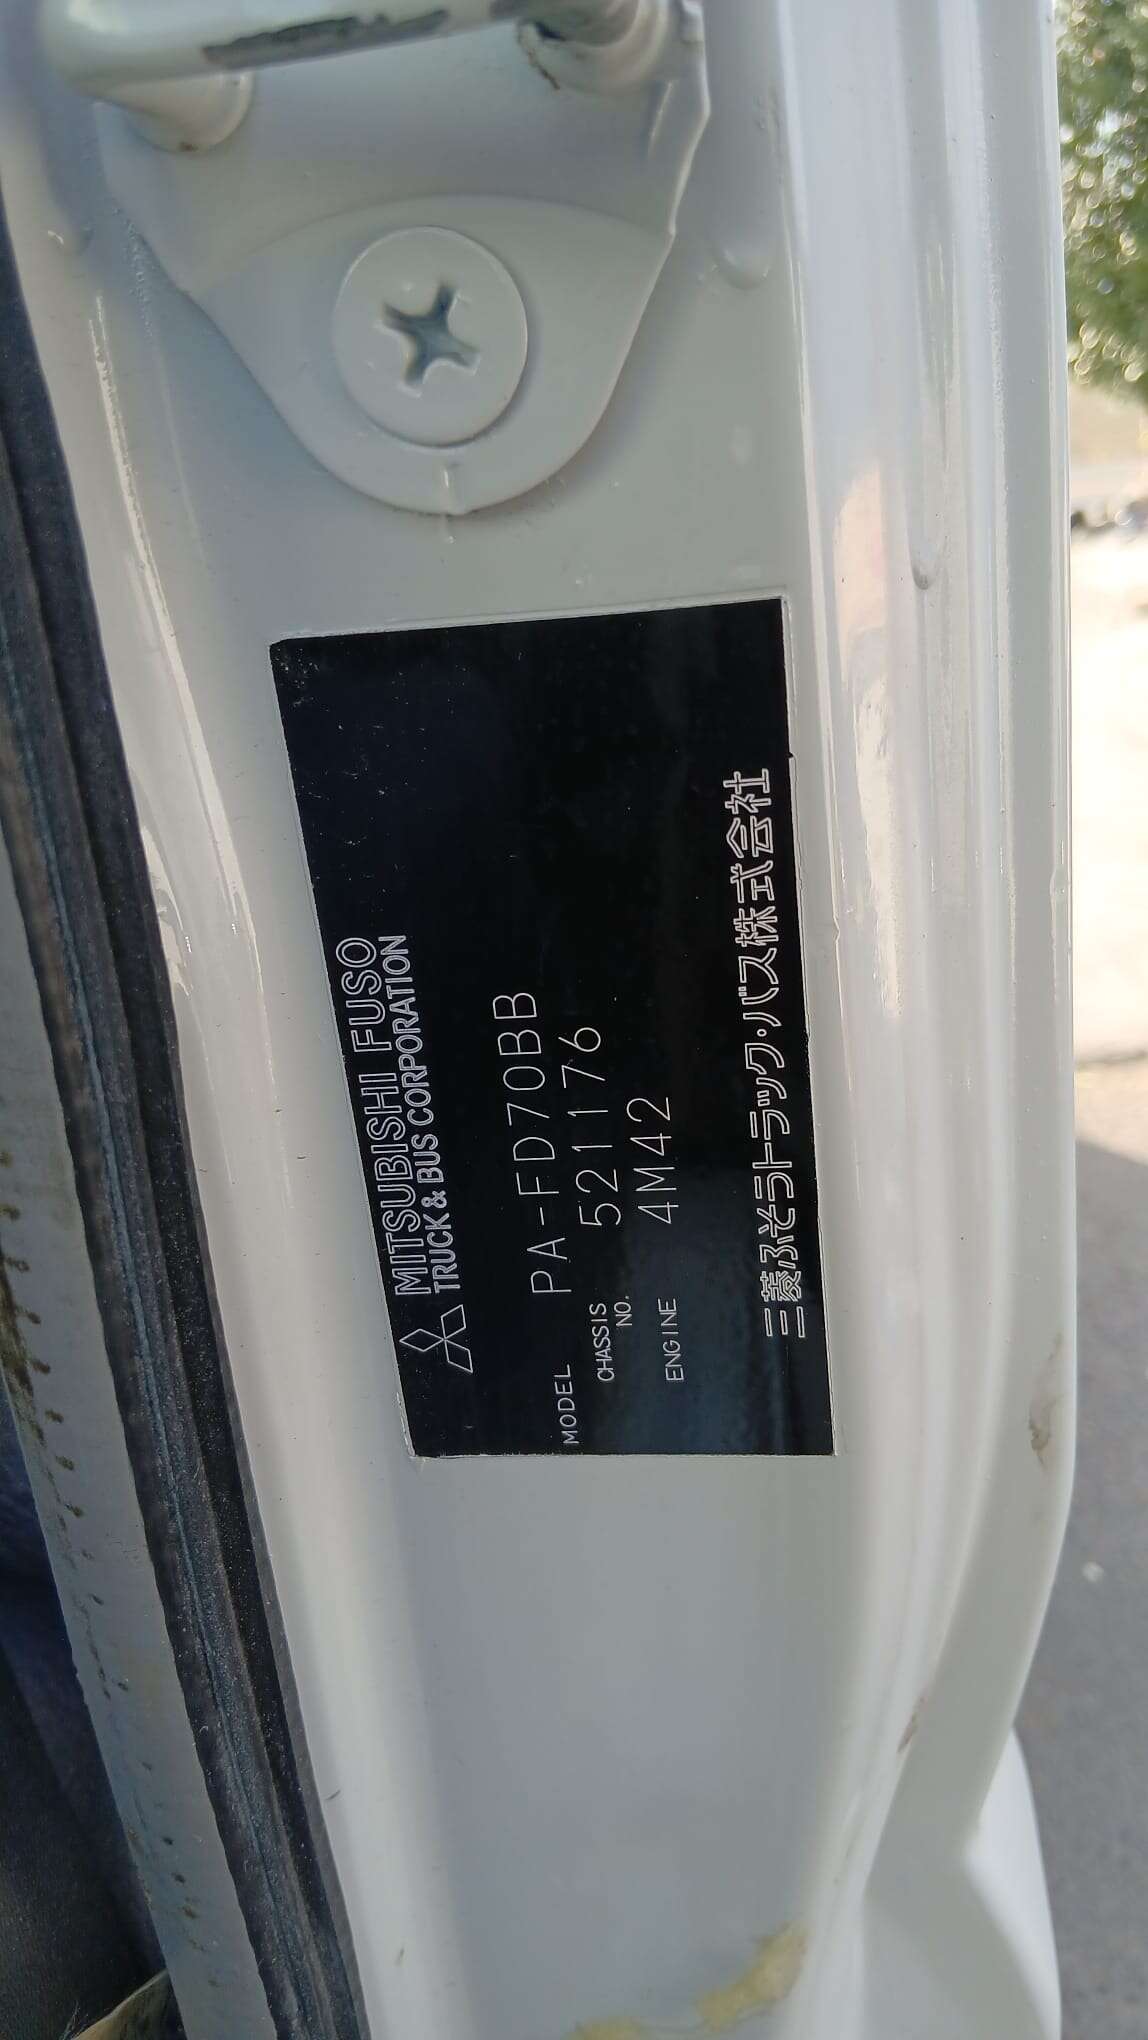 MITSUBISHI FUSO
TRUCK & BUS CORPORATION
MODEL PA-FD70BB
CHASSIS NO. 521176
ENGINE 4M42
三菱ふそうトラック・バス株式会社